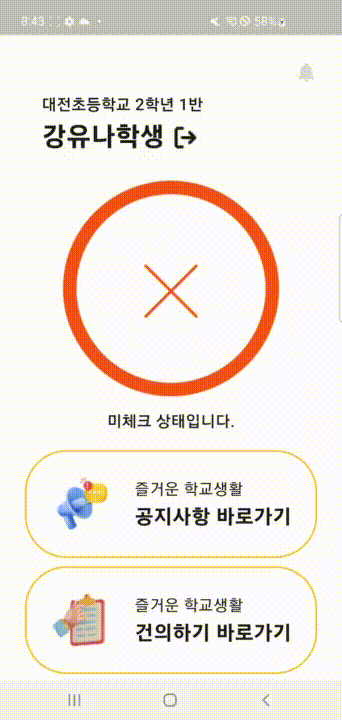 8:43
58%
대전초등학교 2학년 1반
강유나학생
미체크 상태입니다.
즐거운 학교생활
공지사항 바로가기
즐거운 학교생활
건의하기 바로가기